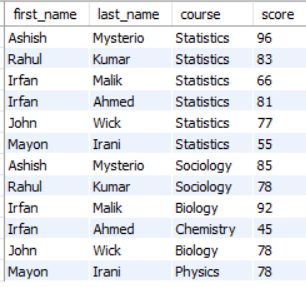 first_name last_name course score
Ashish Mysterio Statistics 96
Rahul Kumar Statistics 83
Irfan Malik Statistics 66
Irfan Ahmed Statistics 81
John Wick Statistics 77
Mayon Irani Statistics 55
Ashish Mysterio Sociology 85
Rahul Kumar Sociology 78
Irfan Malik Biology 92
Irfan Ahmed Chemistry 45
John Wick Biology 78
Mayon Irani Physics 78